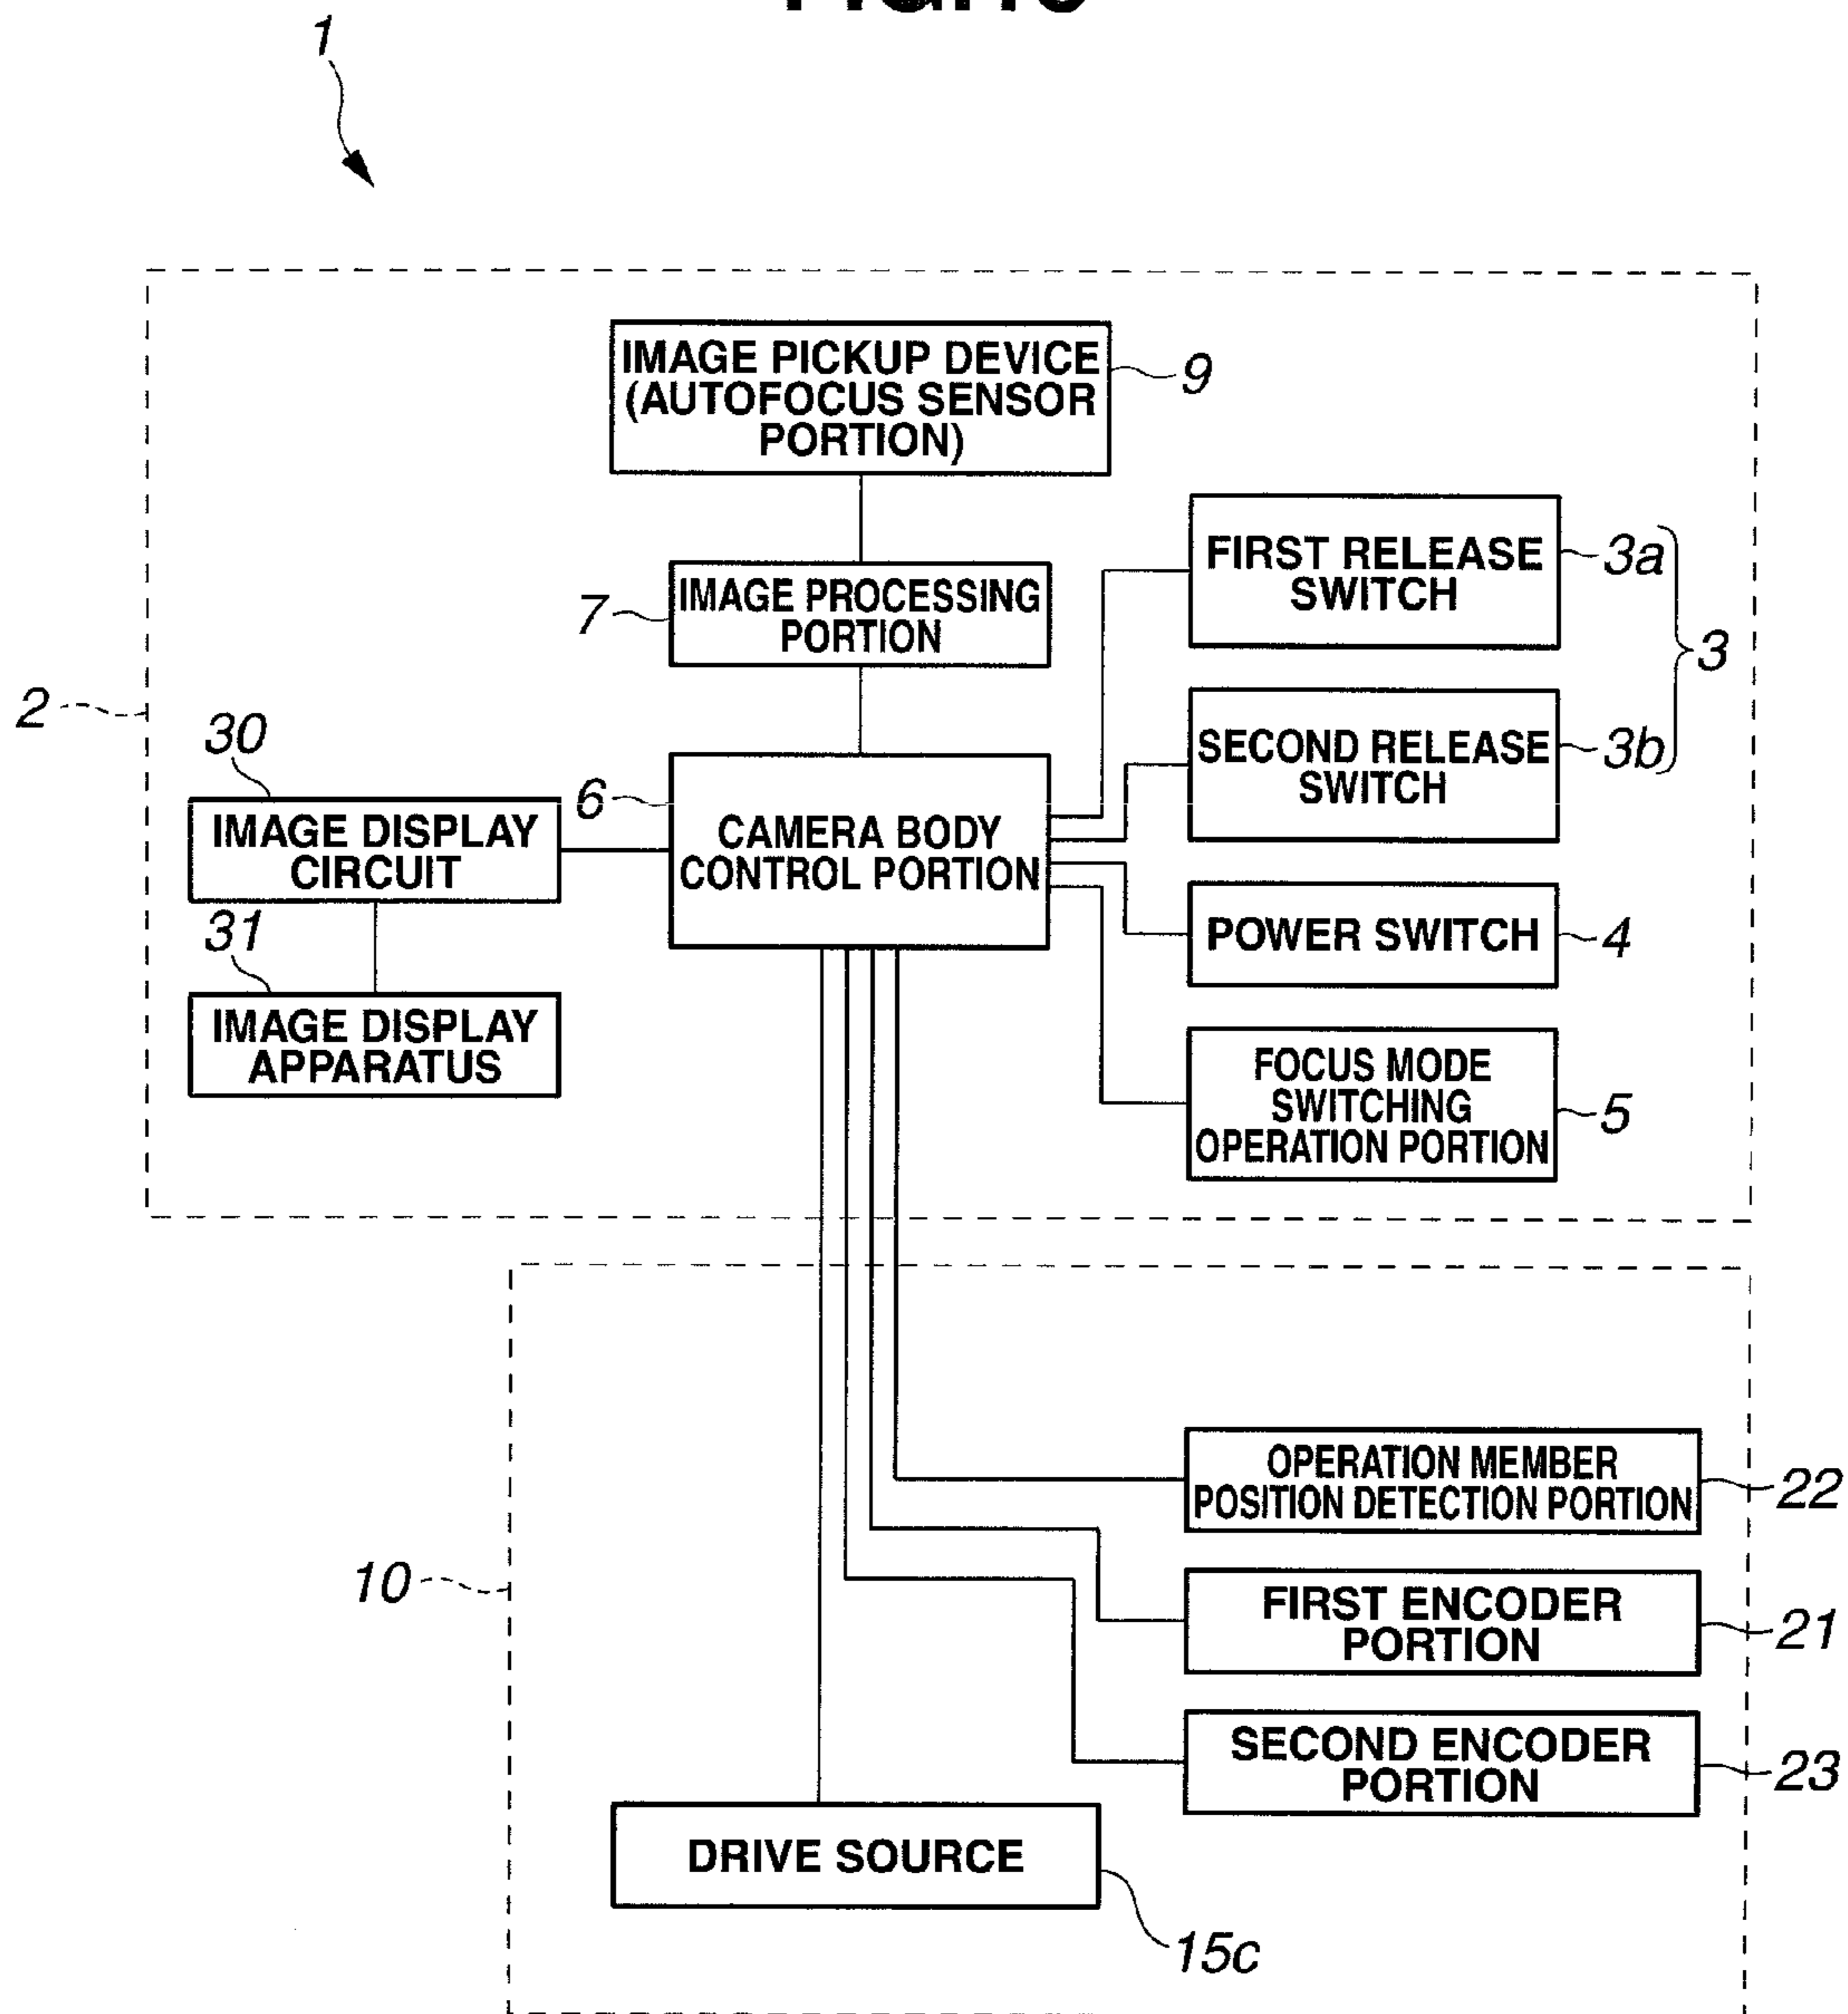 1
IMAGE PICKUP DEVICE
(AUTOFOCUS SENSOR
PORTION)
9
FIRST RELEASE
SWITCH
3a
IMAGE PROCESSING
PORTION
7
3
2
SECOND RELEASE
SWITCH
3b
30
IMAGE DISPLAY
CIRCUIT
6
CAMERA BODY
CONTROL PORTION
POWER SWITCH
4
31
IMAGE DISPLAY
APPARATUS
FOCUS MODE
SWITCHING
OPERATION PORTION
5
OPERATION MEMBER
POSITION DETECTION PORTION
22
10
FIRST ENCODER
PORTION
21
SECOND ENCODER
PORTION
23
DRIVE SOURCE
15c